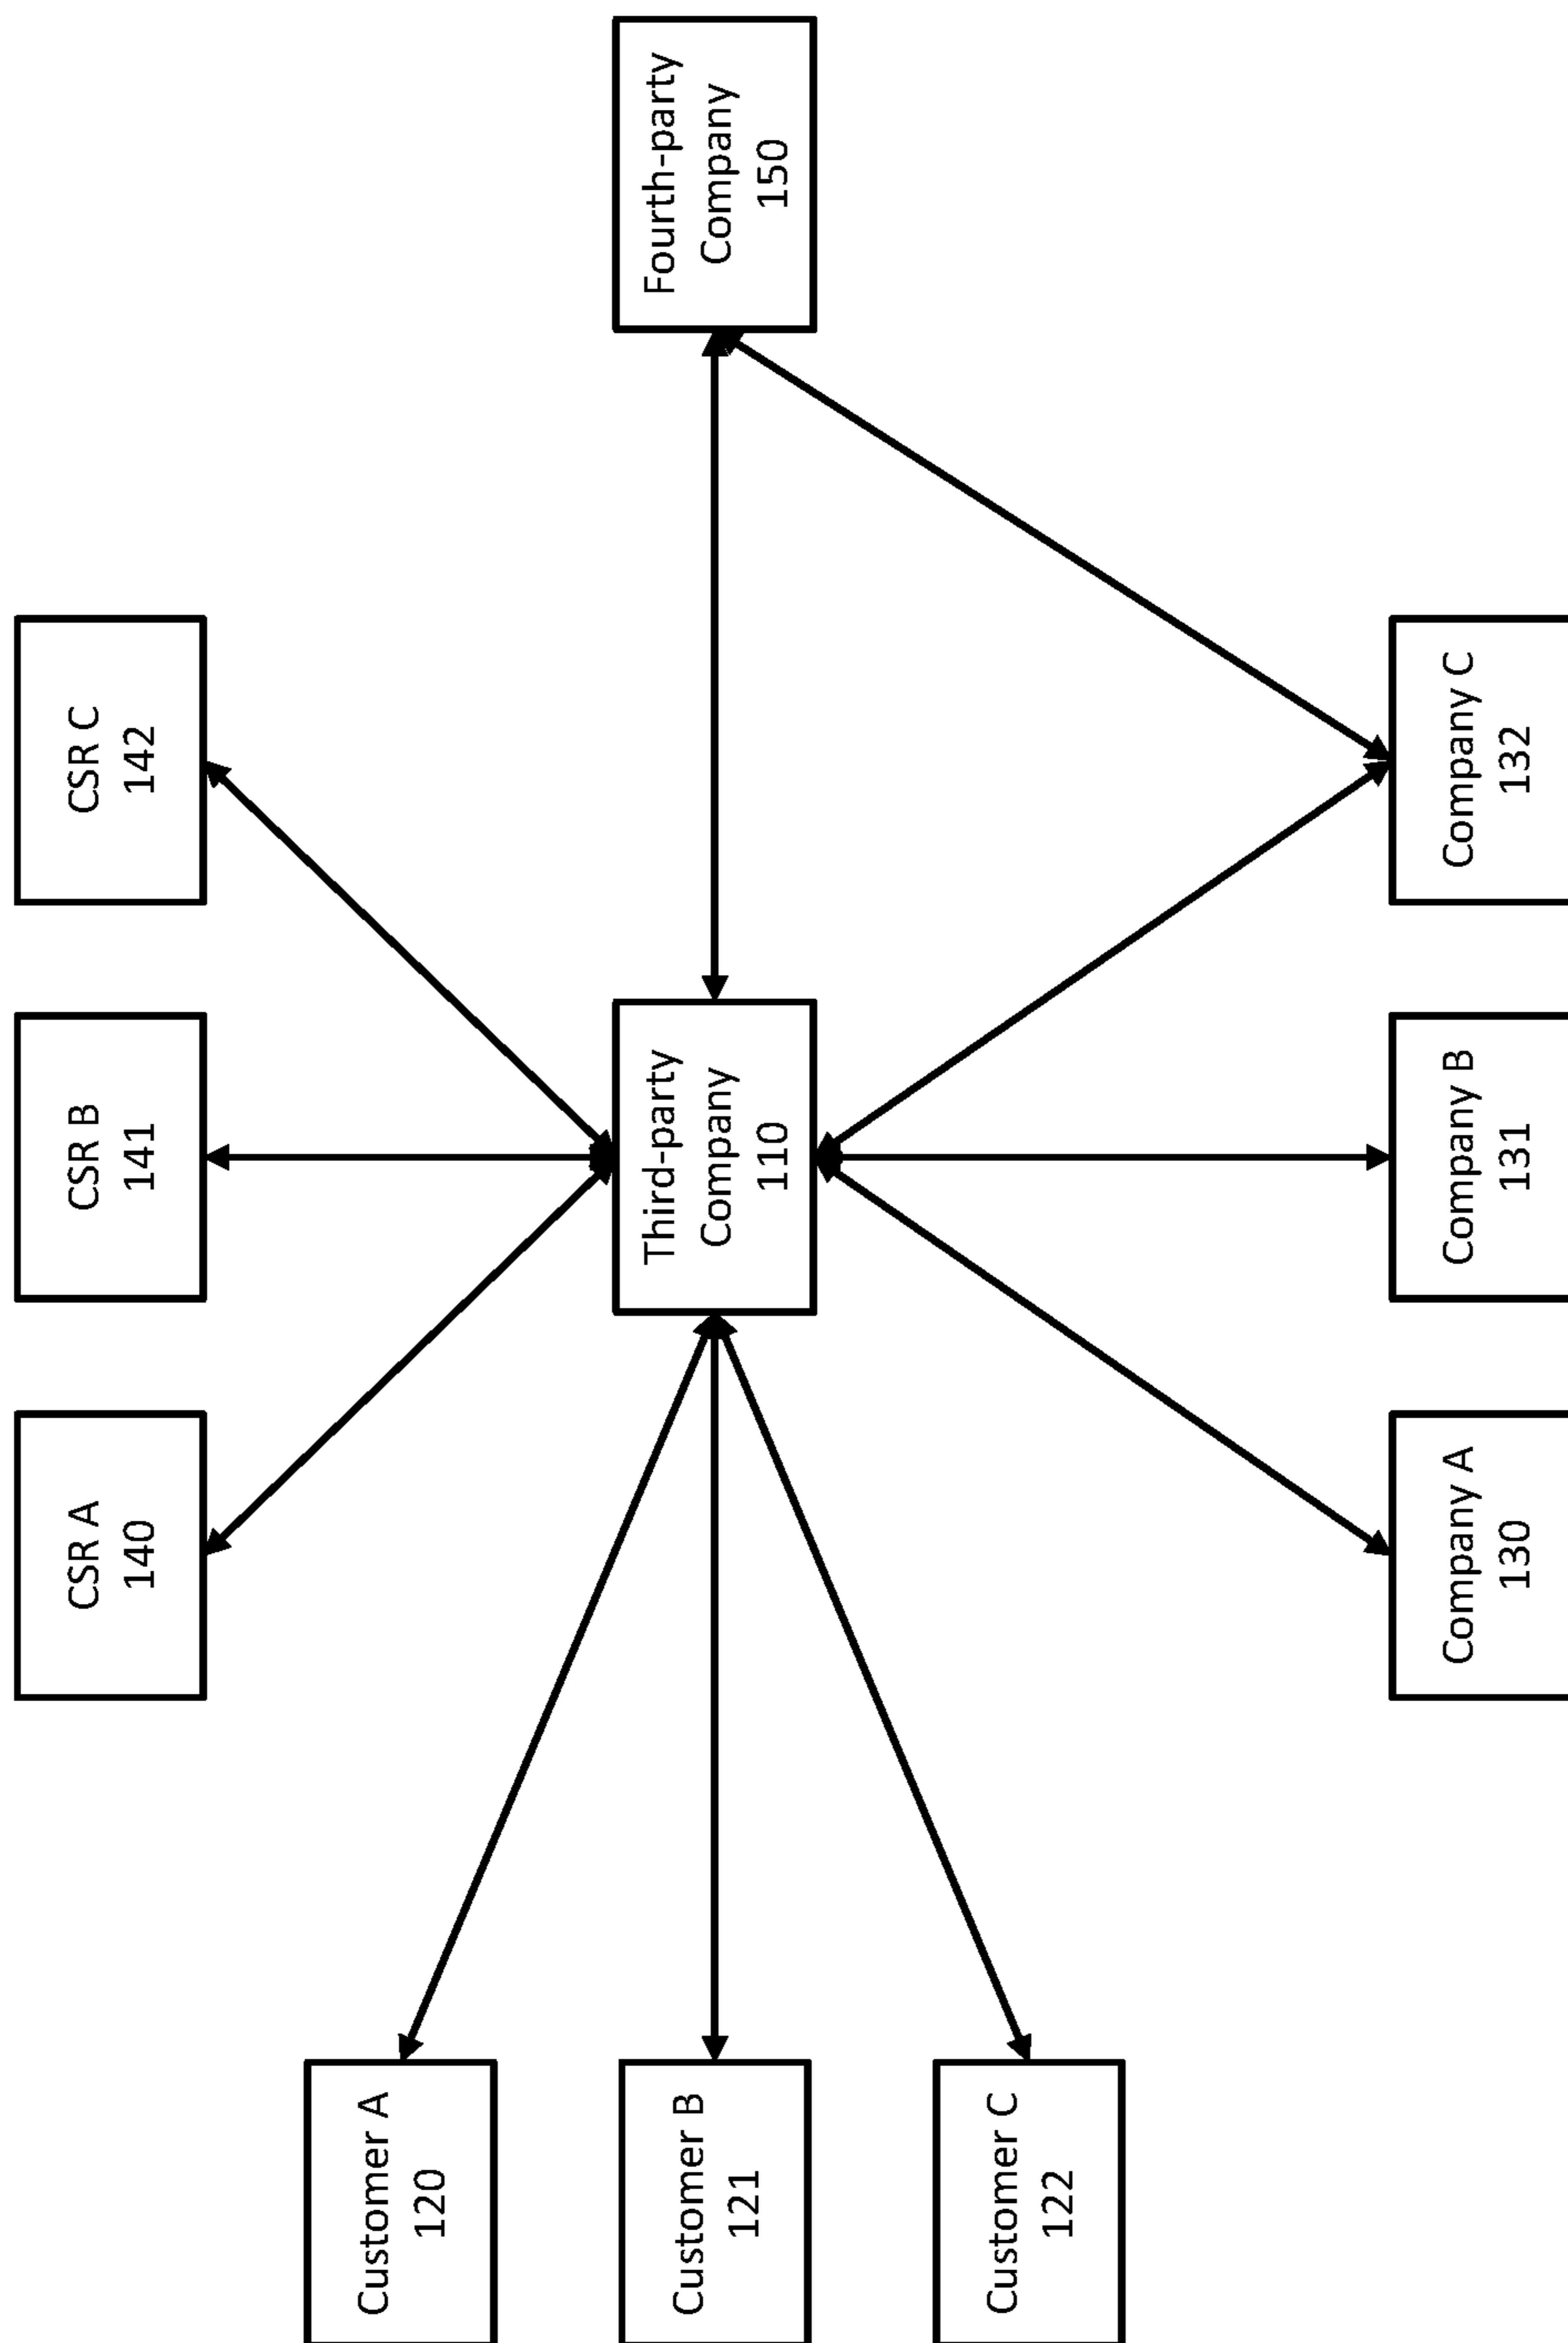 CSR A
140
CSR B
141
CSR C
142
Customer A
120
Customer B
121
Customer C
122
Third-party
Company
110
Fourth-party
Company
150
Company A
130
Company B
131
Company C
132